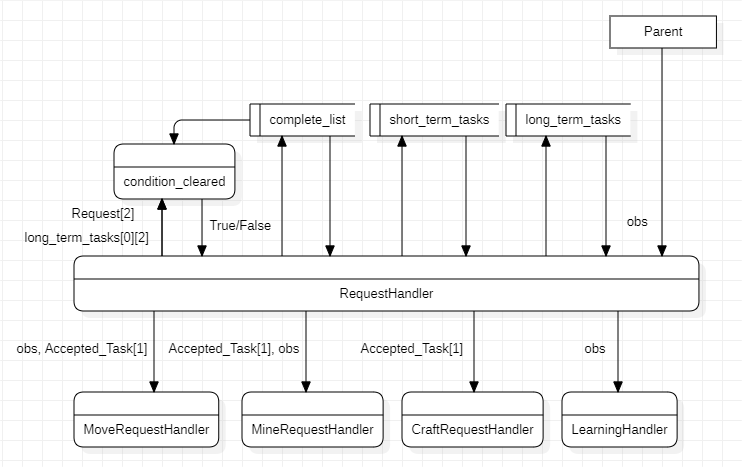 Parent
complete_list
short_term_tasks
long_term_tasks
condition_cleared
Request[2]
long_term_tasks[0][2]
True/False
obs
RequestHandler
obs, Accepted_Task[1]
Accepted_Task[1], obs
Accepted_Task[1]
obs
MoveRequestHandler
MineRequestHandler
CraftRequestHandler
LearningHandler